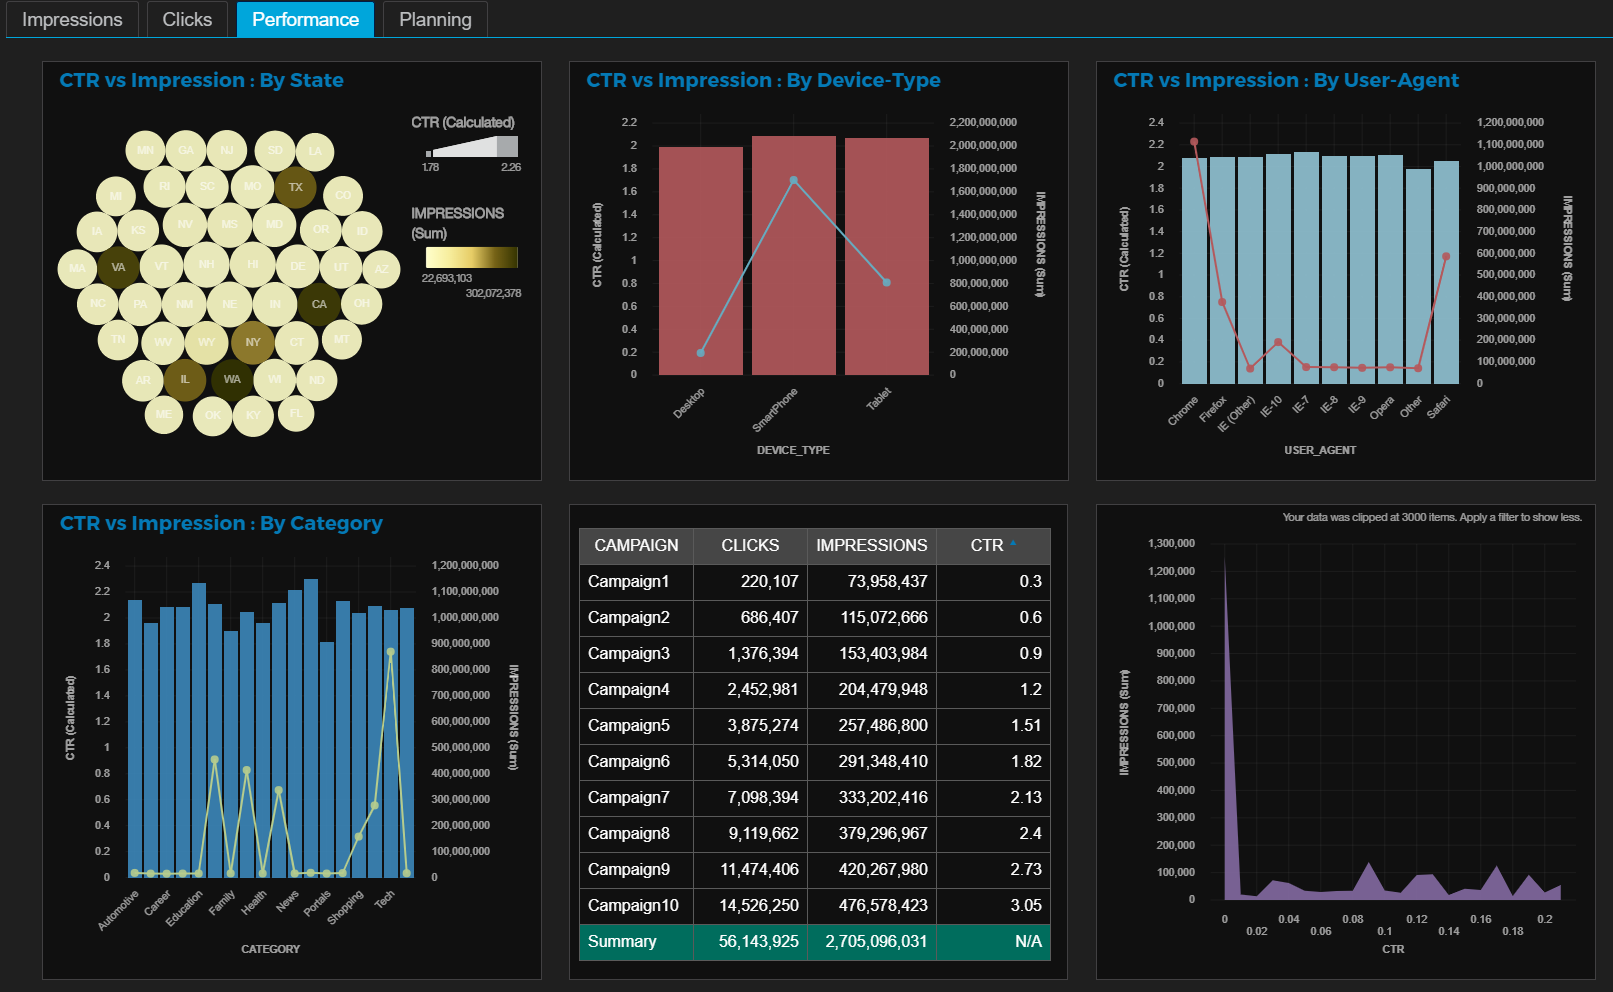 Impressions
Clicks
Performance
Planning
CTR vs Impression : By State
CTR (Calculated)
1.78
2.26
IMPRESSIONS
(Sum)
22,693,103
302,072,378
MN GA NJ SD LA
MI RI SC MO TX CO
IA KS NV MS MD OR ID
MA VA VT NH HI DE UT AZ
NC PA NM NE IN CA OH
TN WV WY NY CT MT
AR IL WA WI ND
ME OK KY FL
CTR vs Impression : By Device-Type
CTR (Calculated)
2.2
2
1.8
1.6
1.4
1.2
1
0.8
0.6
0.4
0.2
0
2,200,000,000
2,000,000,000
1,800,000,000
1,600,000,000
1,400,000,000
1,200,000,000
1,000,000,000
800,000,000
600,000,000
400,000,000
200,000,000
0
IMPRESSIONS (Sum)
Desktop
SmartPhone
Tablet
DEVICE_TYPE
CTR vs Impression : By User-Agent
CTR (Calculated)
2.4
2.2
2
1.8
1.6
1.4
1.2
1
0.8
0.6
0.4
0.2
0
1,200,000,000
1,100,000,000
1,000,000,000
900,000,000
800,000,000
700,000,000
600,000,000
500,000,000
400,000,000
300,000,000
200,000,000
100,000,000
0
IMPRESSIONS (Sum)
Chrome
Firefox
IE (Other)
IE-10
IE-7
IE-8
IE-9
Opera
Other
Safari
USER_AGENT
CTR vs Impression : By Category
CTR (Calculated)
2.4
2.2
2
1.8
1.6
1.4
1.2
1
0.8
0.6
0.4
0.2
0
1,200,000,000
1,100,000,000
1,000,000,000
900,000,000
800,000,000
700,000,000
600,000,000
500,000,000
400,000,000
300,000,000
200,000,000
100,000,000
0
IMPRESSIONS (Sum)
Automotive
Career
Education
Family
Health
News
Portals
Shopping
Tech
CATEGORY
CAMPAIGN CLICKS IMPRESSIONS CTR
Campaign1 220,107 73,958,437 0.3
Campaign2 686,407 115,072,666 0.6
Campaign3 1,376,394 153,403,984 0.9
Campaign4 2,452,981 204,479,948 1.2
Campaign5 3,875,274 257,486,800 1.51
Campaign6 5,314,050 291,348,410 1.82
Campaign7 7,098,394 333,202,416 2.13
Campaign8 9,119,662 379,296,967 2.4
Campaign9 11,474,406 420,267,980 2.73
Campaign10 14,526,250 476,578,423 3.05
Summary 56,143,925 2,705,096,031 N/A
Your data was clipped at 3000 items. Apply a filter to show less.
IMPRESSIONS (Sum)
1,300,000
1,200,000
1,100,000
1,000,000
900,000
800,000
700,000
600,000
500,000
400,000
300,000
200,000
100,000
0
0 0.04 0.08 0.12 0.16 0.2
0.02 0.06 0.1 0.14 0.18
CTR